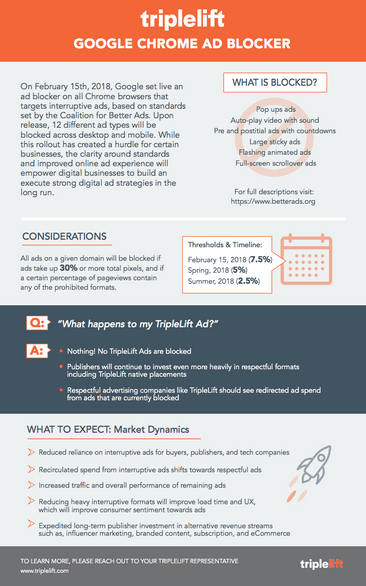 triplelift
GOOGLE CHROME AD BLOCKER
On February 15th, 2018, Google set live an
ad blocker on all Chrome browsers that
targets interruptive ads, based on standards
set by the Coalition for Better Ads. Upon
release, 12 different ad types will be
blocked across desktop and mobile. While
this rollout has created a hurdle for certain
businesses, the clarity around standards
and improved online ad experience will
empower digital businesses to build an
execute strong digital ad strategies in the
long run.
WHAT IS BLOCKED?
Pop ups ads
Auto-play video with sound
Pre and postitial ads with countdowns
Large sticky ads
Flashing animated ads
Full-screen scrollover ads
For full descriptions visit:
https://www.betterads.org
CONSIDERATIONS
All ads on a given domain will be blocked if
ads take up 30% or more total pixels, and if
a certain percentage of pageviews contain
any of the prohibited formats.
Thresholds & Timeline:
February 15, 2018 (7.5%)
Spring, 2018 (5%)
Summer, 2018 (2.5%)
Q: "What happens to my TripleLift Ad?"
A: • Nothing! No TripleLift Ads are blocked
• Publishers will continue to invest even more heavily in respectful formats
including TripleLift native placements
• Respectful advertising companies like TripleLift should see redirected ad spend
from ads that are currently blocked
WHAT TO EXPECT: Market Dynamics
Reduced reliance on interruptive ads for buyers, publishers, and tech companies
Recirculated spend from interruptive ads shifts towards respectful ads
Increased traffic and overall performance of remaining ads
Reducing heavy interruptive formats will improve load time and UX,
which will improve consumer sentiment towards ads
Expedited long-term publisher investment in alternative revenue streams
such as, influencer marketing, branded content, subscription, and eCommerce
TO LEARN MORE, PLEASE REACH OUT TO YOUR TRIPLELIFT REPRESENTATIVE
www.triplelift.com
triplelift